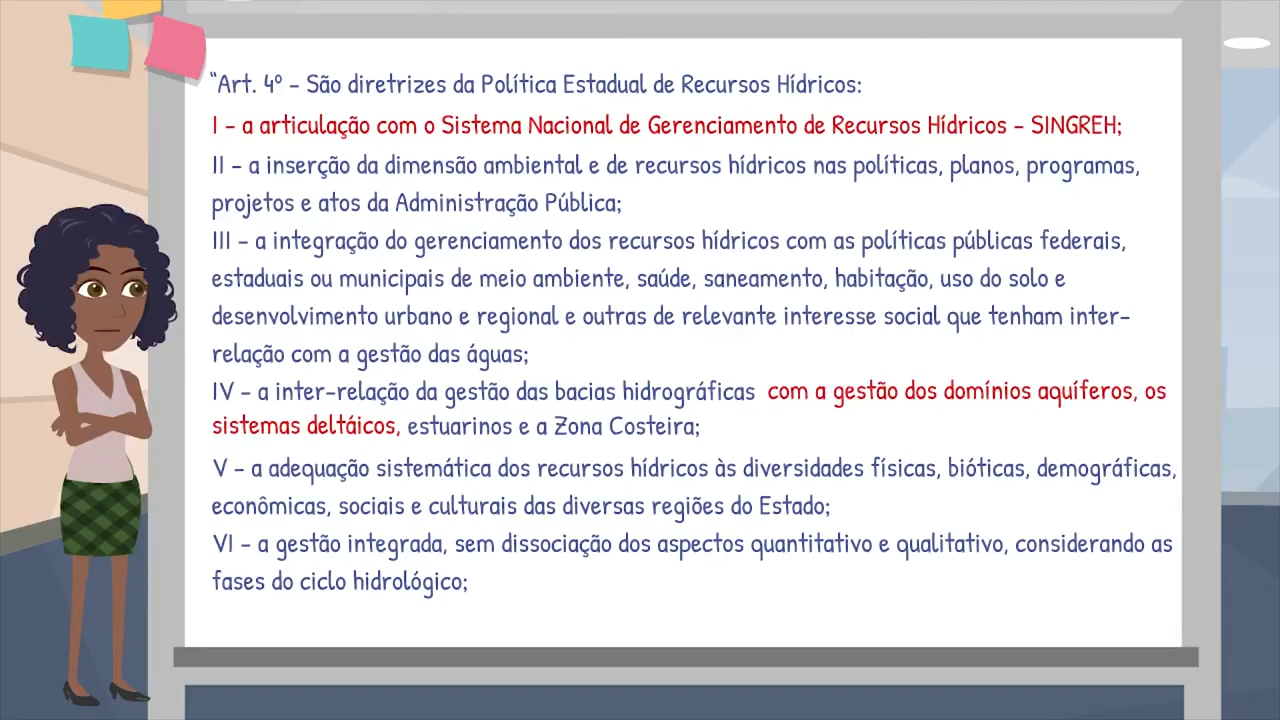 “Art. 4º – São diretrizes da Política Estadual de Recursos Hídricos:
I – a articulação com o Sistema Nacional de Gerenciamento de Recursos Hídricos – SINGREH;
II – a inserção da dimensão ambiental e de recursos hídricos nas políticas, planos, programas,
projetos e atos da Administração Pública;
III – a integração do gerenciamento dos recursos hídricos com as políticas públicas federais,
estaduais ou municipais de meio ambiente, saúde, saneamento, habitação, uso do solo e
desenvolvimento urbano e regional e outras de relevante interesse social que tenham inter–
relação com a gestão das águas;
IV – a inter–relação da gestão das bacias hidrográficas com a gestão dos domínios aquíferos, os
sistemas deltáicos, estuarinos e a Zona Costeira;
V – a adequação sistemática dos recursos hídricos às diversidades físicas, bióticas, demográficas,
econômicas, sociais e culturais das diversas regiões do Estado;
VI – a gestão integrada, sem dissociação dos aspectos quantitativo e qualitativo, considerando as
fases do ciclo hidrológico;